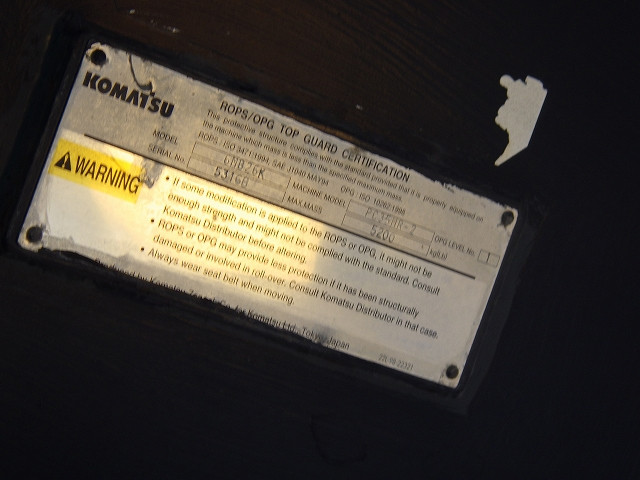 KOMATSU
ROPS/OPG TOP GUARD CERTIFICATION
This protective structure complies with the standard provided that it is properly equipped on
the machine which mass is less than the specified maximum mass.
ROPS : ISO 3471:1994, SAE J1040 MAY94 OPG : ISO 10262:1998
MODEL
SERIAL No. 53168 MACHINE MODEL
MAX.MASS 5200 kg OPG LEVEL No. I
WARNING
• If some modification is applied to the ROPS or OPG, it might not be
enough strength and might not be complied with the standard. Consult
Komatsu Distributor before altering.
• ROPS or OPG may provide less protection if it has been structurally
damaged or involved in roll-over. Consult Komatsu Distributor in that case.
• Always wear seat belt when moving.
Komatsu Ltd., Tokyo, Japan